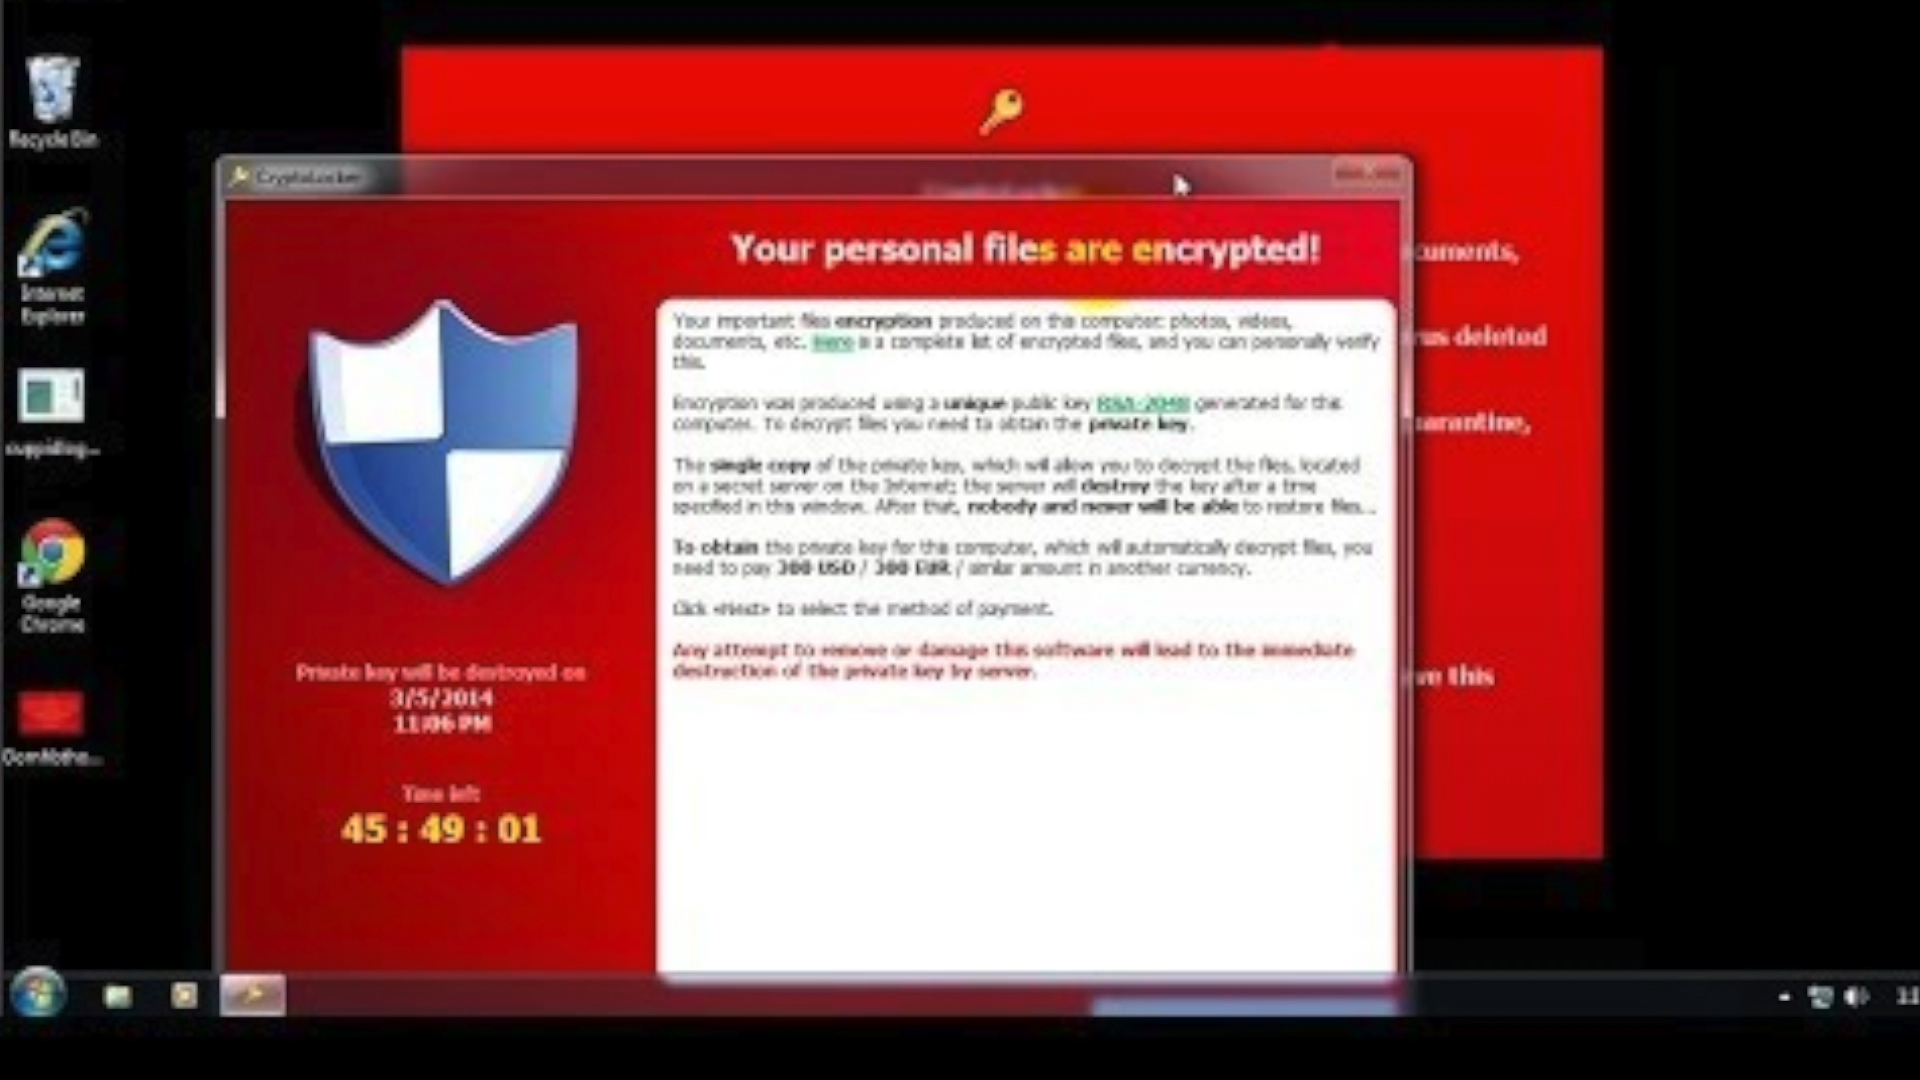 Recycle Bin
Internet
Explorer
Google
Chrome
CryptoLocker
Your personal files are encrypted!
Your important files encryption produced on this computer: photos, videos,
documents, etc. Here is a complete list of encrypted files, and you can personally verify
this.
Encryption was produced using a unique public key RSA-2048 generated for this
computer. To decrypt files you need to obtain the private key.
The single copy of the private key, which will allow you to decrypt the files, located
on a secret server on the Internet; the server will destroy the key after a time
specified in this window. After that, nobody and never will be able to restore files...
To obtain the private key for this computer, which will automatically decrypt files, you
need to pay 300 USD / 300 EUR / similar amount in another currency.
Click «Next» to select the method of payment.
Any attempt to remove or damage this software will lead to the immediate
destruction of the private key by server.
Private key will be destroyed on
3/5/2014
11:06 PM
Time left
45 : 49 : 01
cuments,
rus deleted
arantine,
ve this